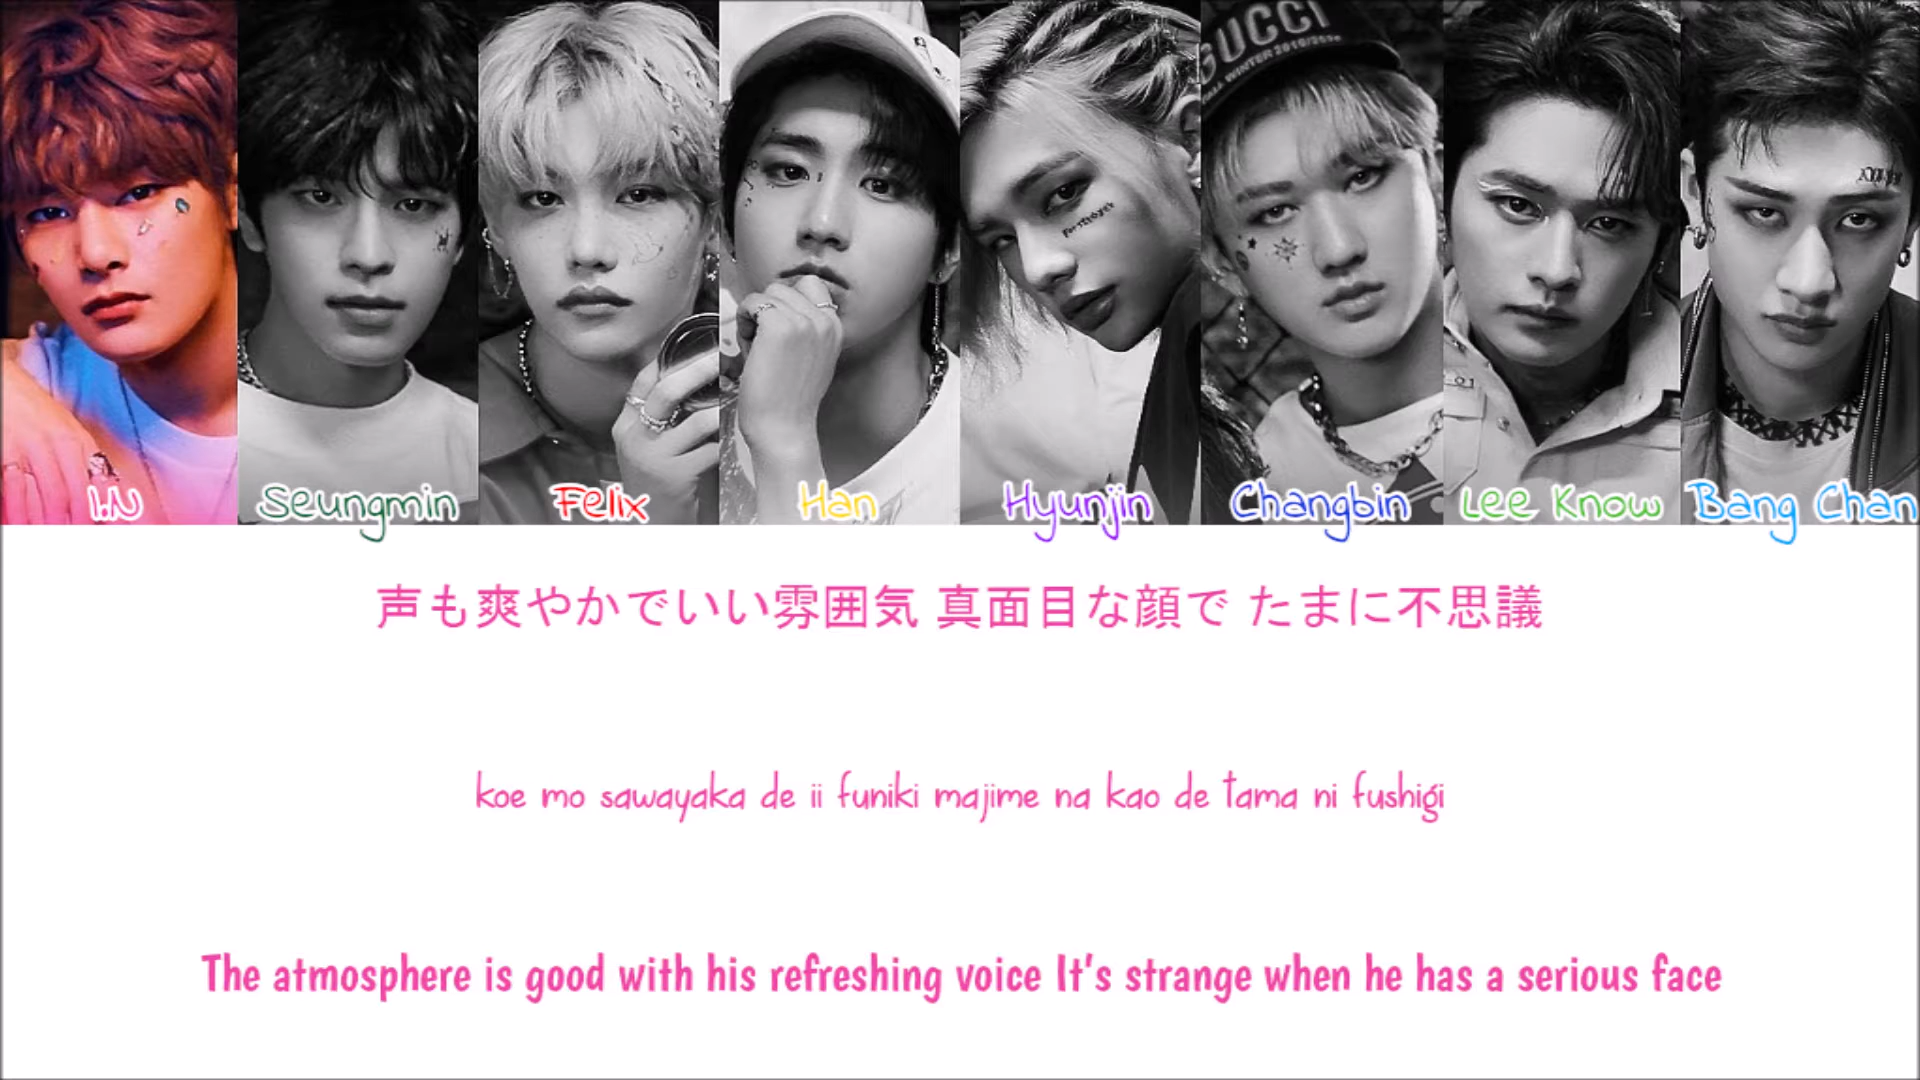 GUCCI
I.N Seungmin Felix Han Hyunjin Changbin Lee Know Bang Chan
声も爽やかでいい雰囲気 真面目な顔で たまに不思議
koe mo sawayaka de ii funiki majime na kao de tama ni fushigi
The atmosphere is good with his refreshing voice It's strange when he has a serious face